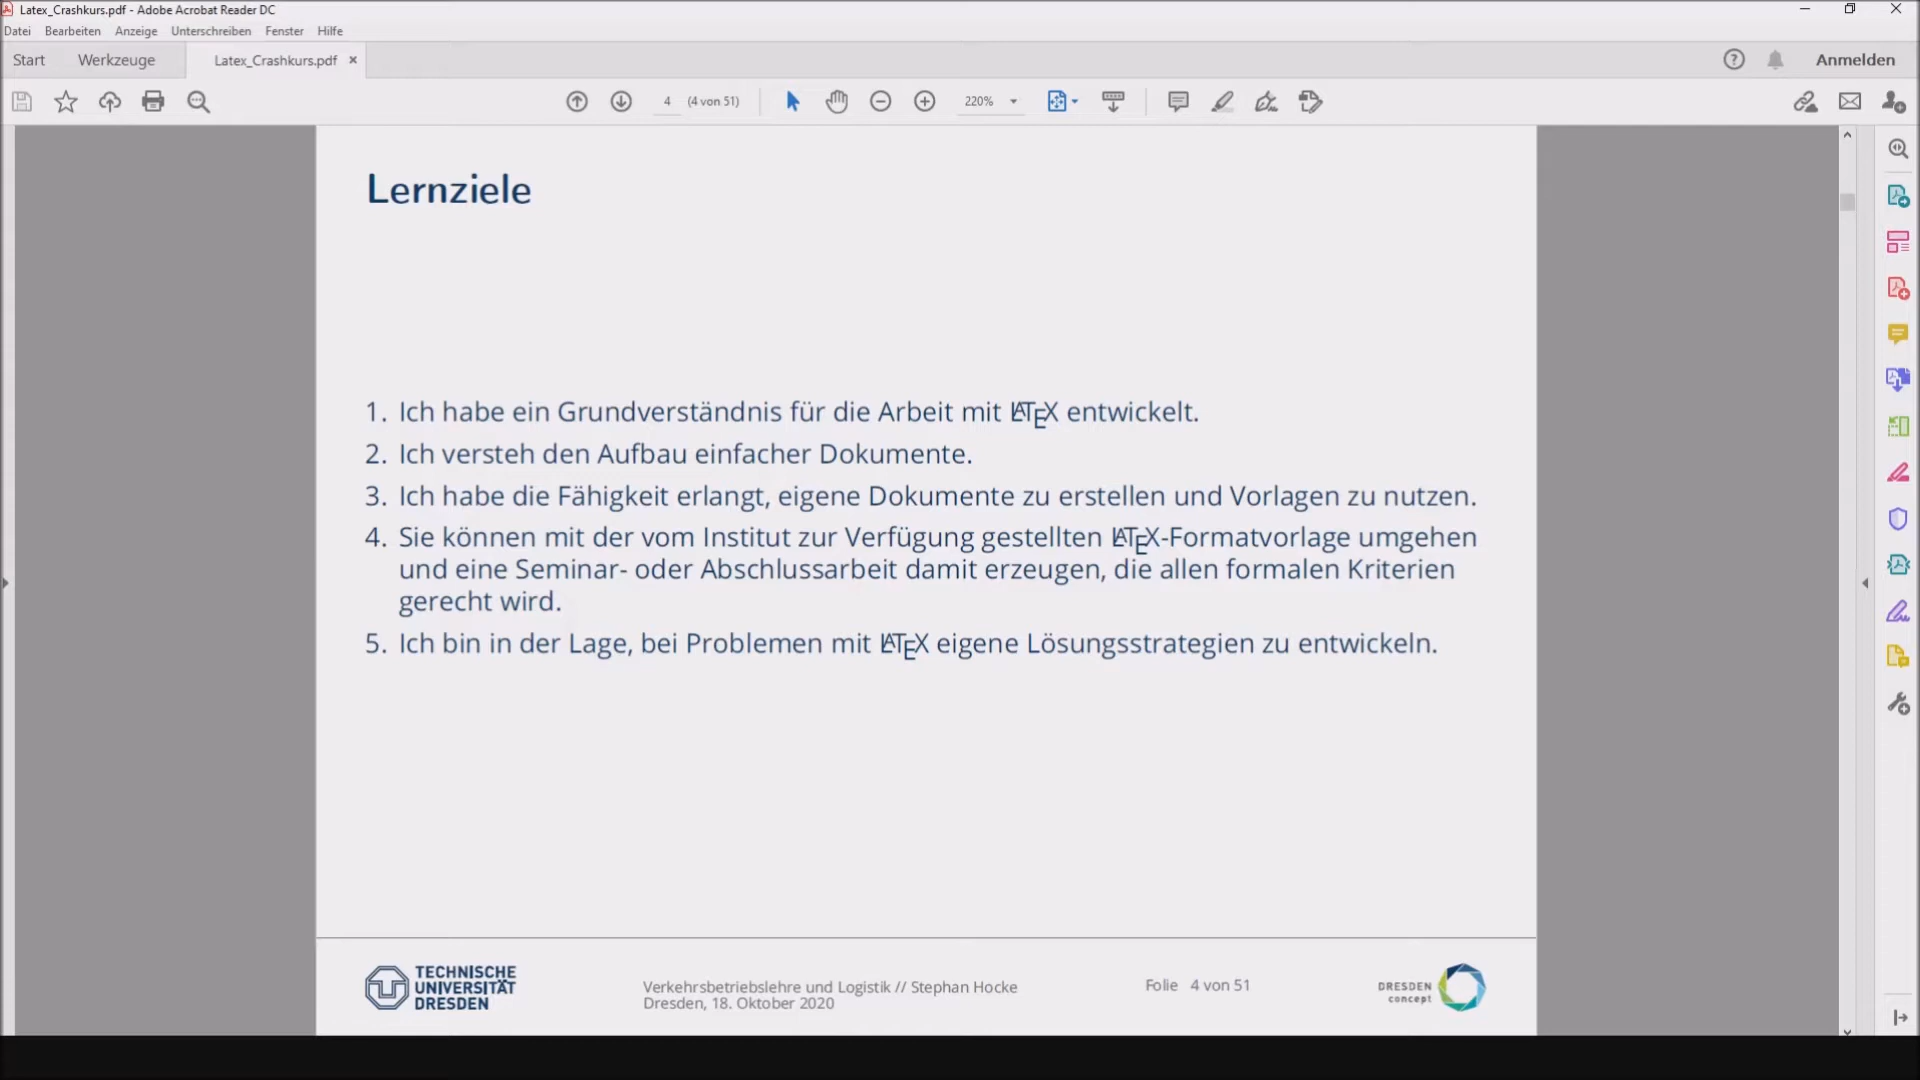 Latex_Crashkurs.pdf - Adobe Acrobat Reader DC
Datei Bearbeiten Anzeige Unterschreiben Fenster Hilfe
Start Werkzeuge Latex_Crashkurs.pdf × Anmelden
4 (4 von 51) 220%
Lernziele
1. Ich habe ein Grundverständnis für die Arbeit mit LATEX entwickelt.
2. Ich versteh den Aufbau einfacher Dokumente.
3. Ich habe die Fähigkeit erlangt, eigene Dokumente zu erstellen und Vorlagen zu nutzen.
4. Sie können mit der vom Institut zur Verfügung gestellten LATEX-Formatvorlage umgehen
und eine Seminar- oder Abschlussarbeit damit erzeugen, die allen formalen Kriterien
gerecht wird.
5. Ich bin in der Lage, bei Problemen mit LATEX eigene Lösungsstrategien zu entwickeln.
TECHNISCHE
UNIVERSITÄT
DRESDEN
Verkehrsbetriebslehre und Logistik // Stephan Hocke
Dresden, 18. Oktober 2020
Folie 4 von 51
DRESDEN
concept